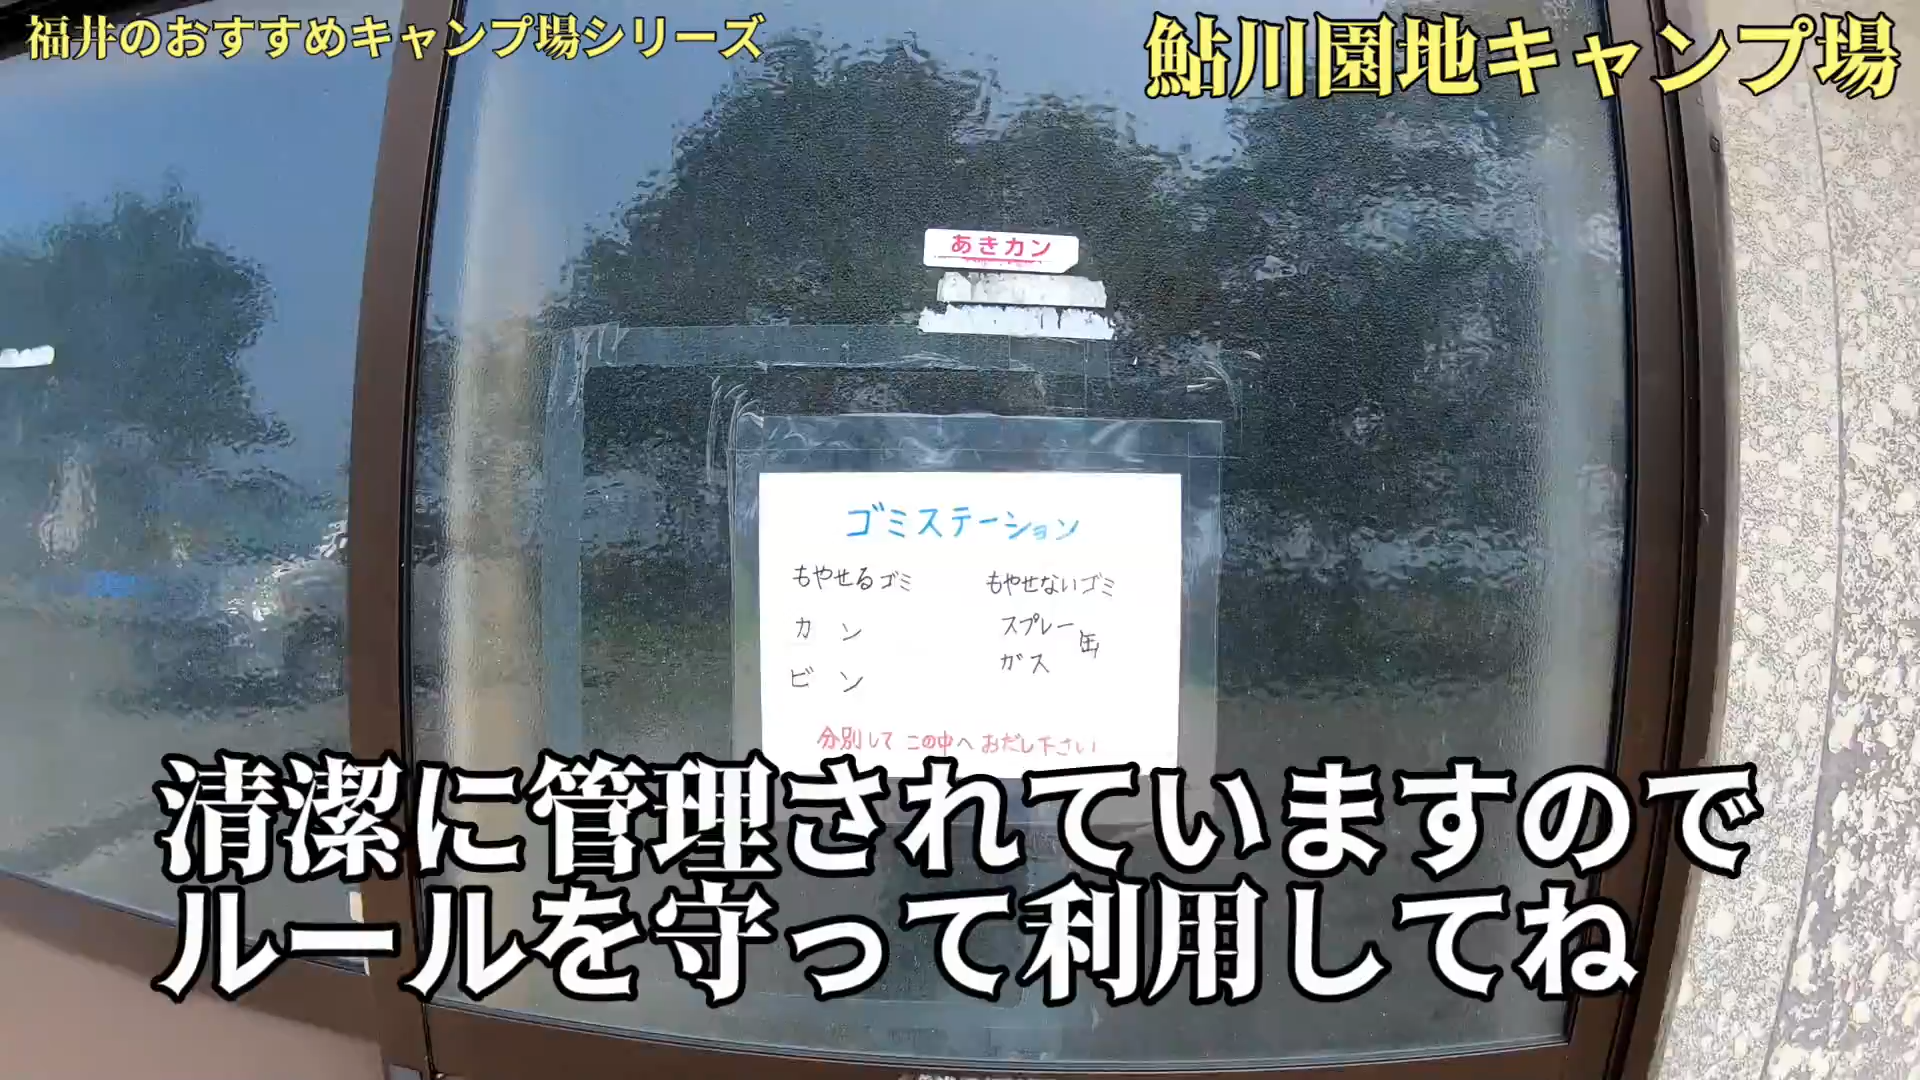 福井のおすすめキャンプ場シリーズ
鮎川園地キャンプ場
あきカン
ゴミステーション
もやせるゴミ
もやせないゴミ
カン
スプレー缶
ビン
ガス
分別して この中へ おだし下さい
清潔に管理されていますので
ルールを守って利用してね